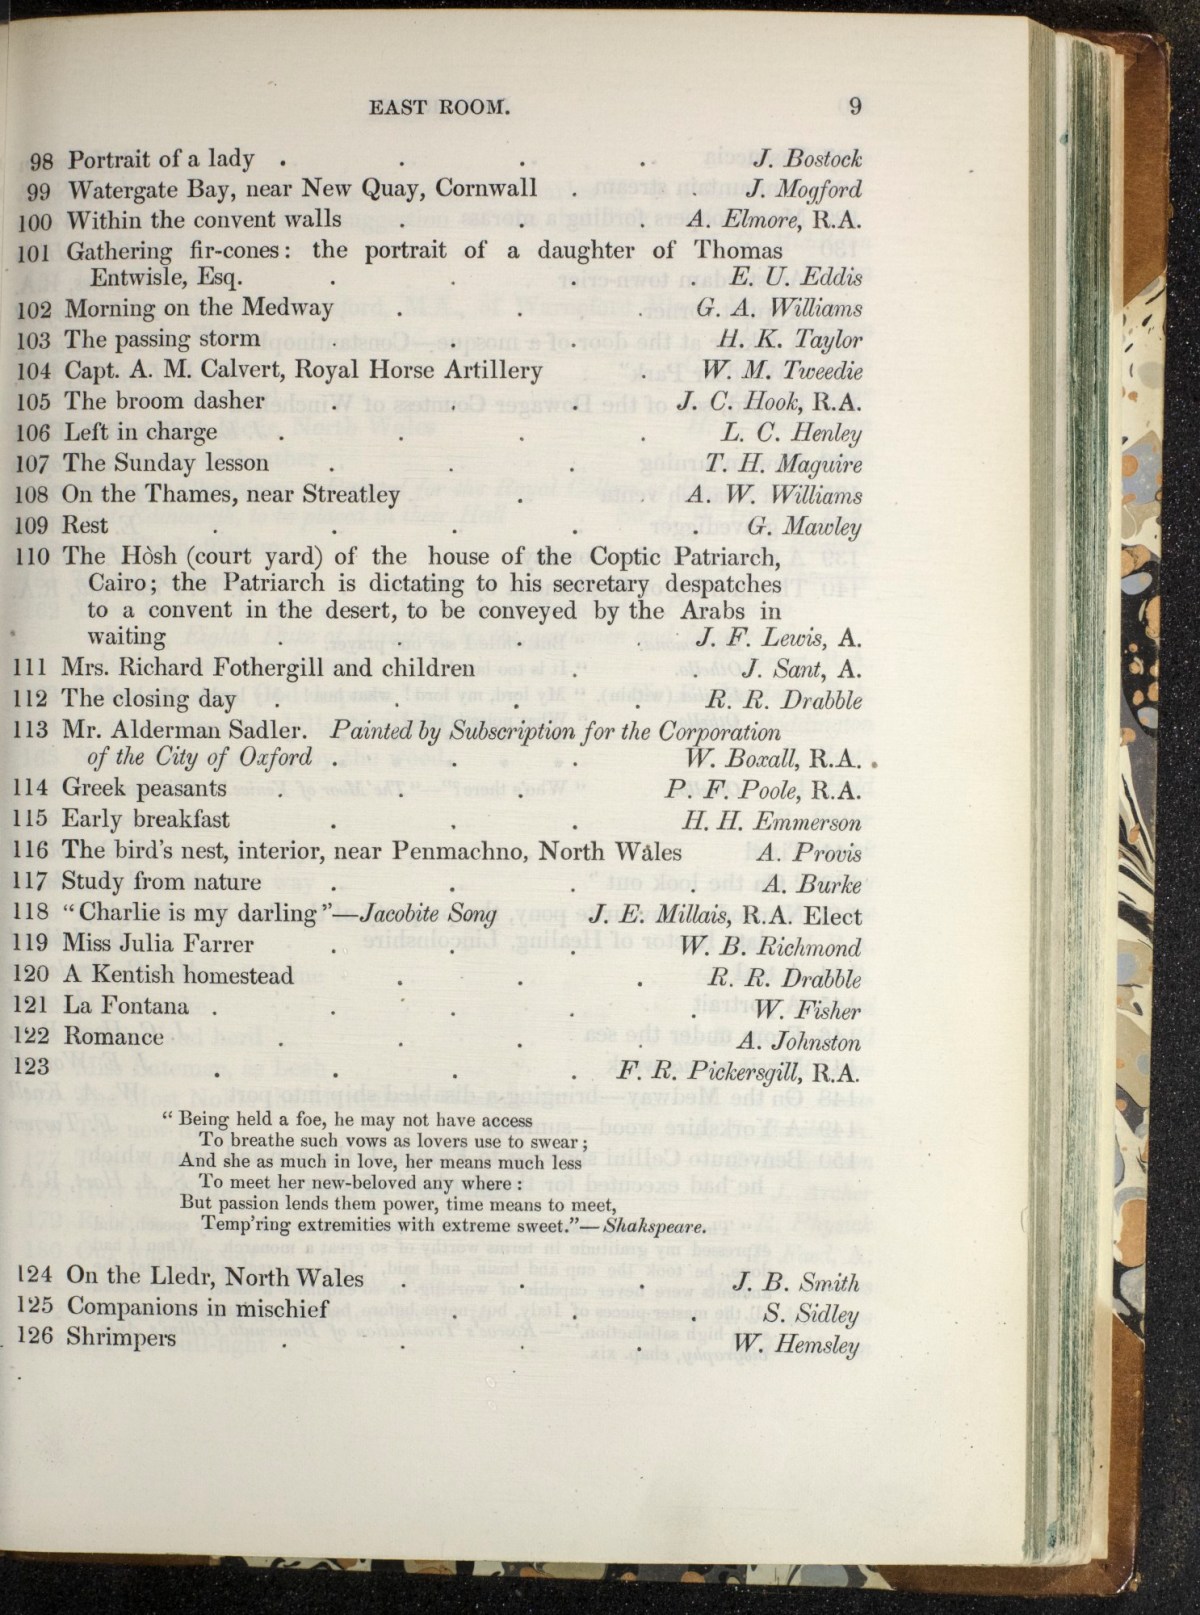 EAST ROOM. 9
98 Portrait of a lady . . . . J. Bostock
99 Watergate Bay, near New Quay, Cornwall . . J. Mogford
100 Within the convent walls . . . A. Elmore, R.A.
101 Gathering fir-cones: the portrait of a daughter of Thomas
Entwisle, Esq. . . . . E. U. Eddis
102 Morning on the Medway . . . G. A. Williams
103 The passing storm . . . H. K. Taylor
104 Capt. A. M. Calvert, Royal Horse Artillery . W. M. Tweedie
105 The broom dasher . . . J. C. Hook, R.A.
106 Left in charge . . . . L. C. Henley
107 The Sunday lesson . . . T. H. Maguire
108 On the Thames, near Streatley . . A. W. Williams
109 Rest . . . . . G. Mawley
110 The Hòsh (court yard) of the house of the Coptic Patriarch,
Cairo; the Patriarch is dictating to his secretary despatches
to a convent in the desert, to be conveyed by the Arabs in
waiting . . . . J. F. Lewis, A.
111 Mrs. Richard Fothergill and children . . J. Sant, A.
112 The closing day . . . . R. R. Drabble
113 Mr. Alderman Sadler. Painted by Subscription for the Corporation
of the City of Oxford . . . W. Boxall, R.A.
114 Greek peasants . . . P. F. Poole, R.A.
115 Early breakfast . . . H. H. Emmerson
116 The bird's nest, interior, near Penmachno, North Wales A. Provis
117 Study from nature . . . . A. Burke
118 “Charlie is my darling”—Jacobite Song J. E. Millais, R.A. Elect
119 Miss Julia Farrer . . . W. B. Richmond
120 A Kentish homestead . . . R. R. Drabble
121 La Fontana . . . . . W. Fisher
122 Romance . . . . A. Johnston
123 . . . . F. R. Pickersgill, R.A.
“Being held a foe, he may not have access
To breathe such vows as lovers use to swear;
And she as much in love, her means much less
To meet her new-beloved any where:
But passion lends them power, time means to meet,
Temp'ring extremities with extreme sweet.”—Shakspeare.
124 On the Lledr, North Wales . . . J. B. Smith
125 Companions in mischief . . . S. Sidley
126 Shrimpers . . . . W. Hemsley